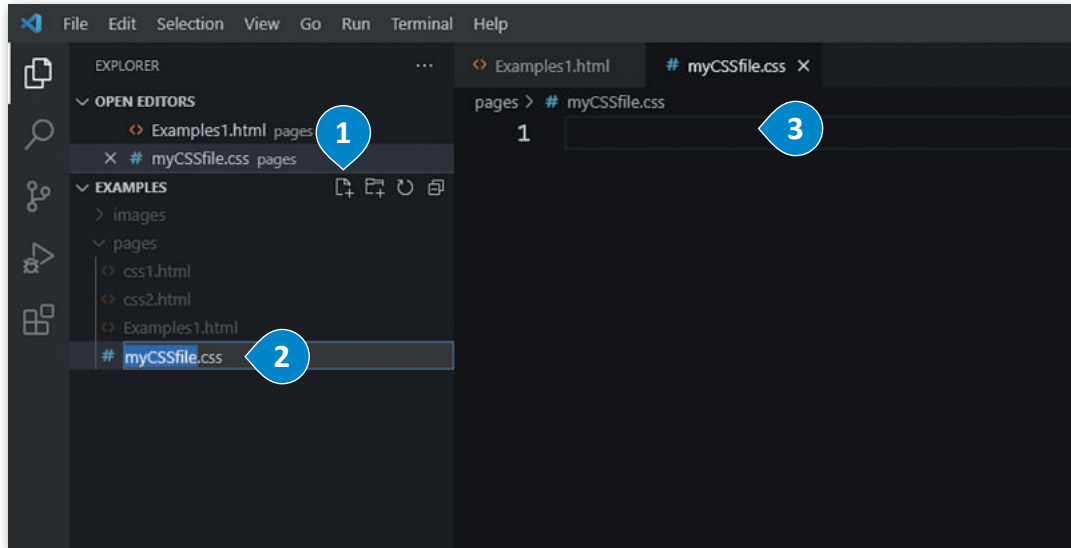 File Edit Selection View Go Run Terminal Help
EXPLORER ...
OPEN EDITORS
<> Examples1.html pages
# myCSSfile.css pages
EXAMPLES
images
pages
<> css1.html
<> css2.html
<> Examples1.html
# myCSSfile.css
<> Examples1.html # myCSSfile.css
pages > # myCSSfile.css
1
1
2
3